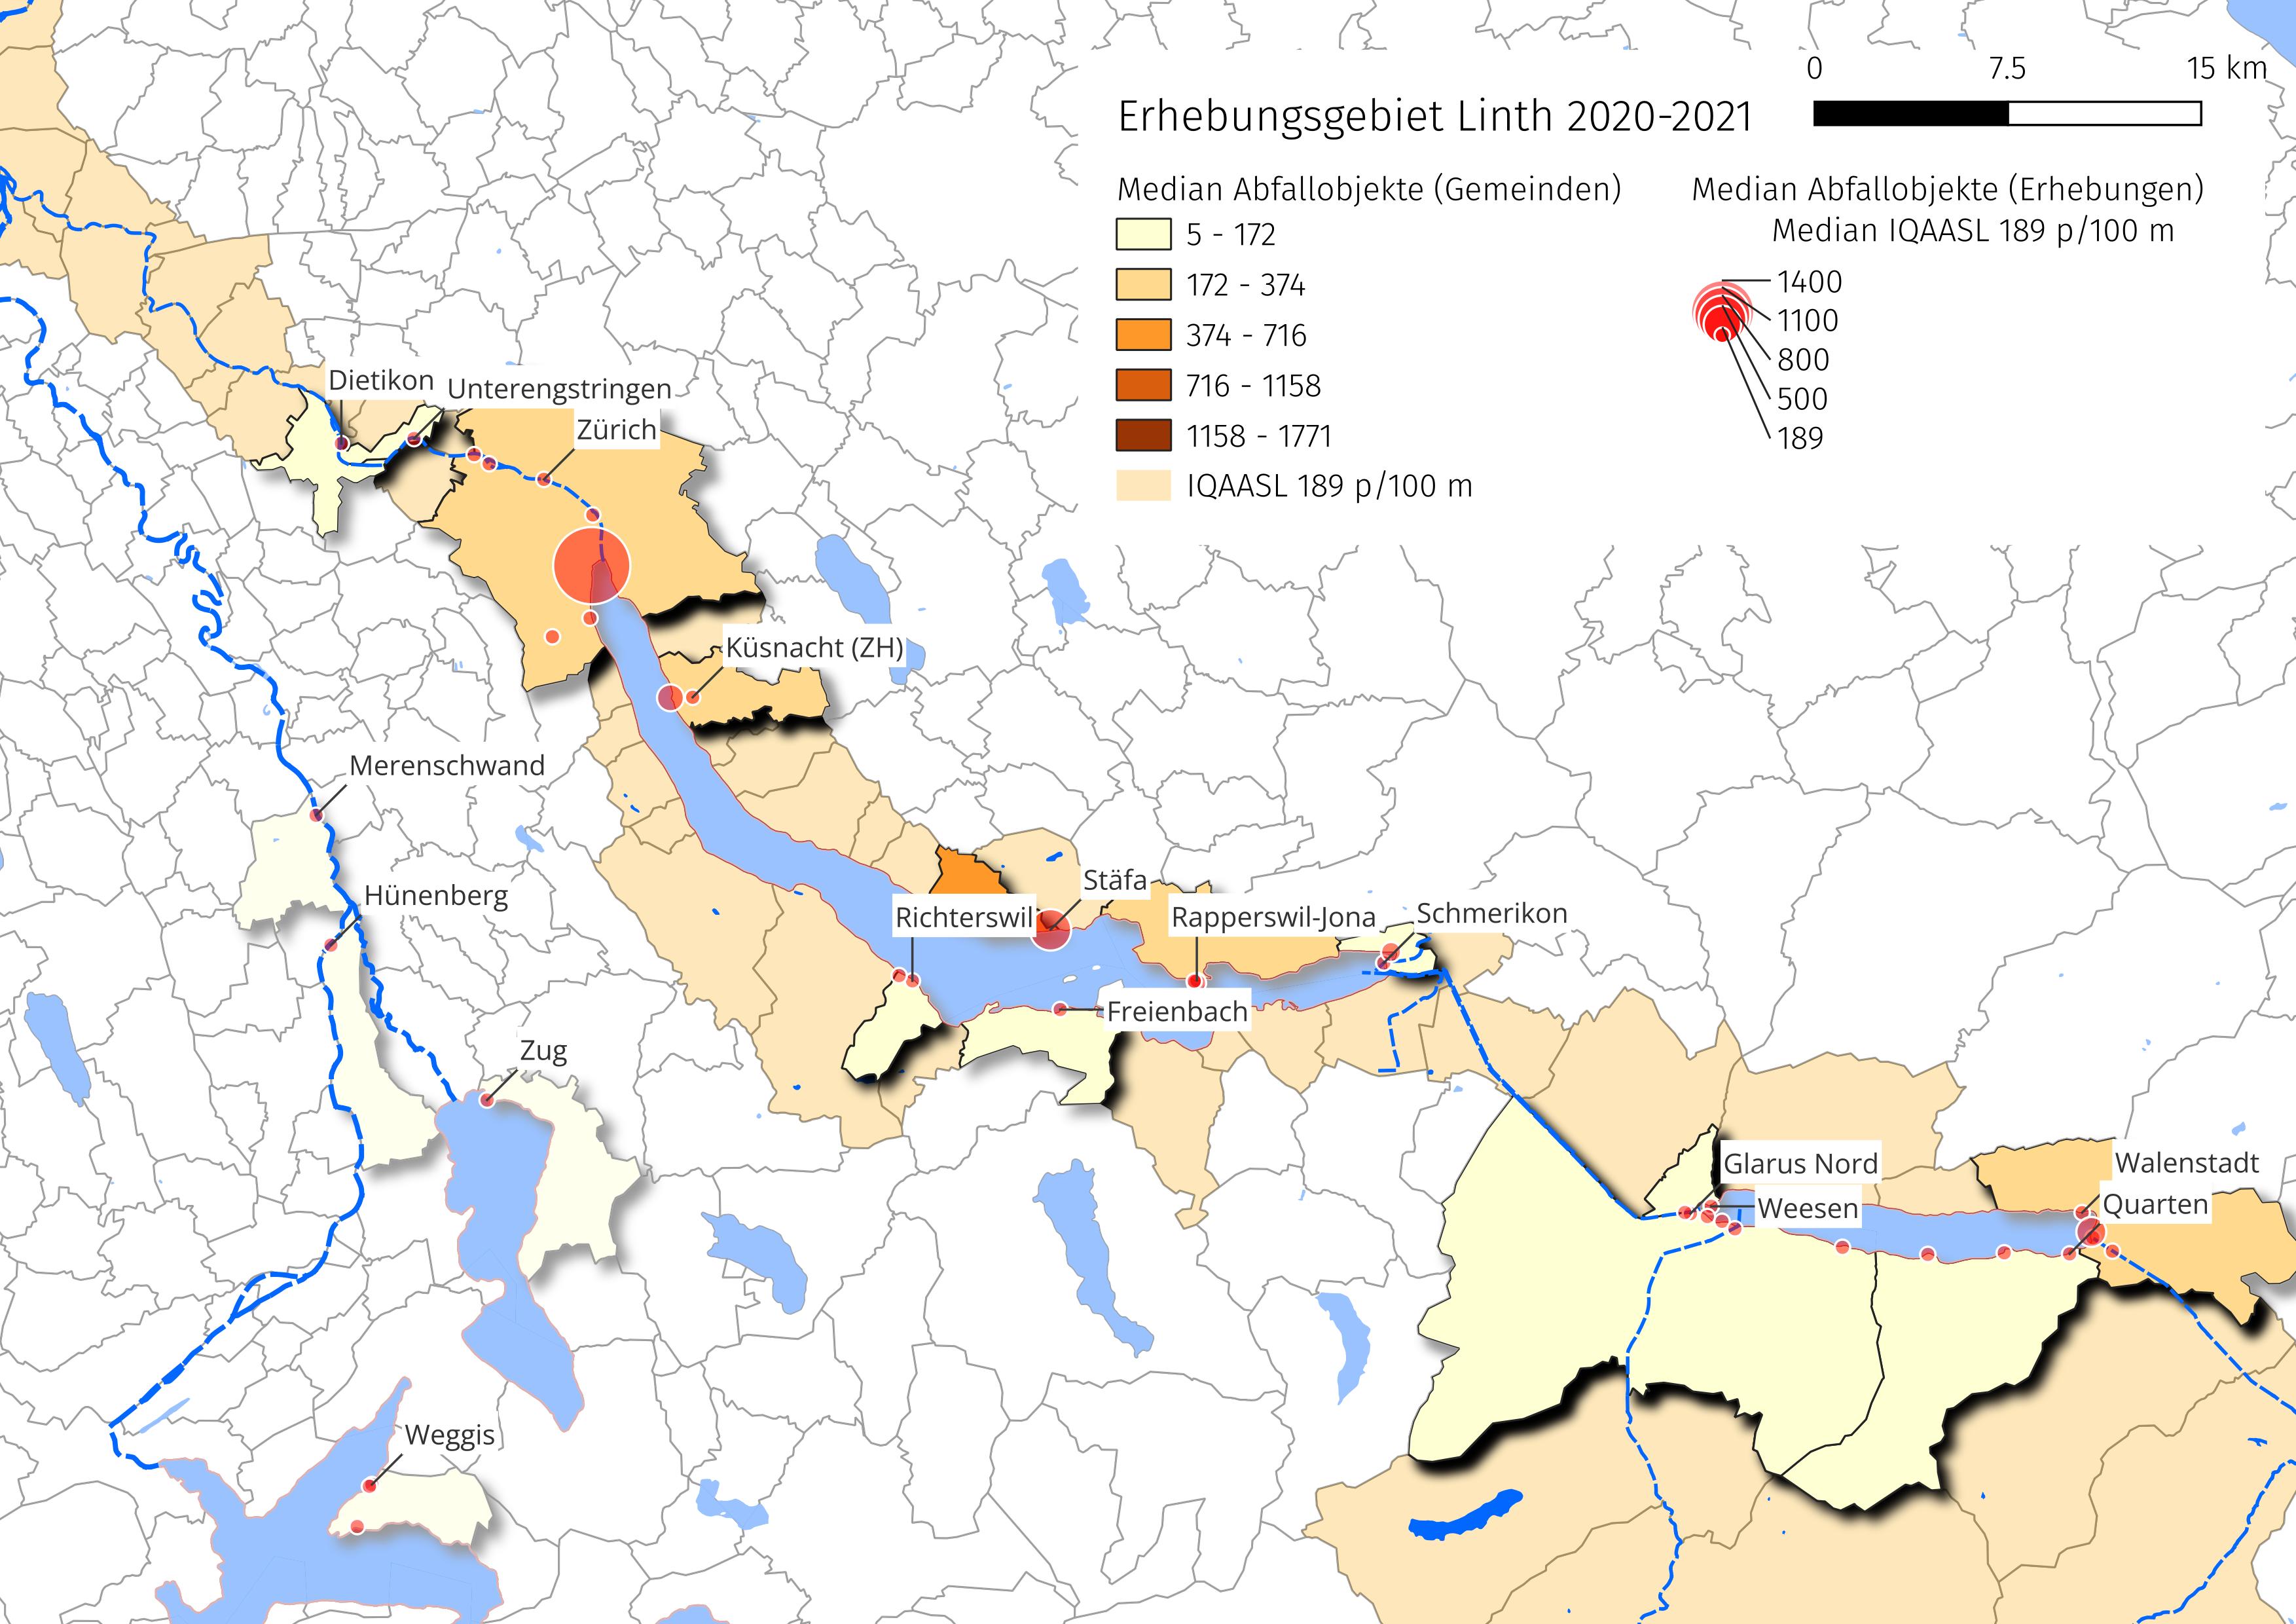 0 7.5 15 km
Erhebungsgebiet Linth 2020-2021
Median Abfallobjekte (Gemeinden)
5 - 172
172 - 374
374 - 716
716 - 1158
1158 - 1771
IQAASL 189 p/100 m
Median Abfallobjekte (Erhebungen)
Median IQAASL 189 p/100 m
1400
1100
800
500
189
Dietikon
Unterengstringen
Zürich
Küsnacht (ZH)
Merenschwand
Hünenberg
Stäfa
Richterswil
Rapperswil-Jona
Schmerikon
Freienbach
Zug
Glarus Nord
Walenstadt
Quarten
Weesen
Weggis